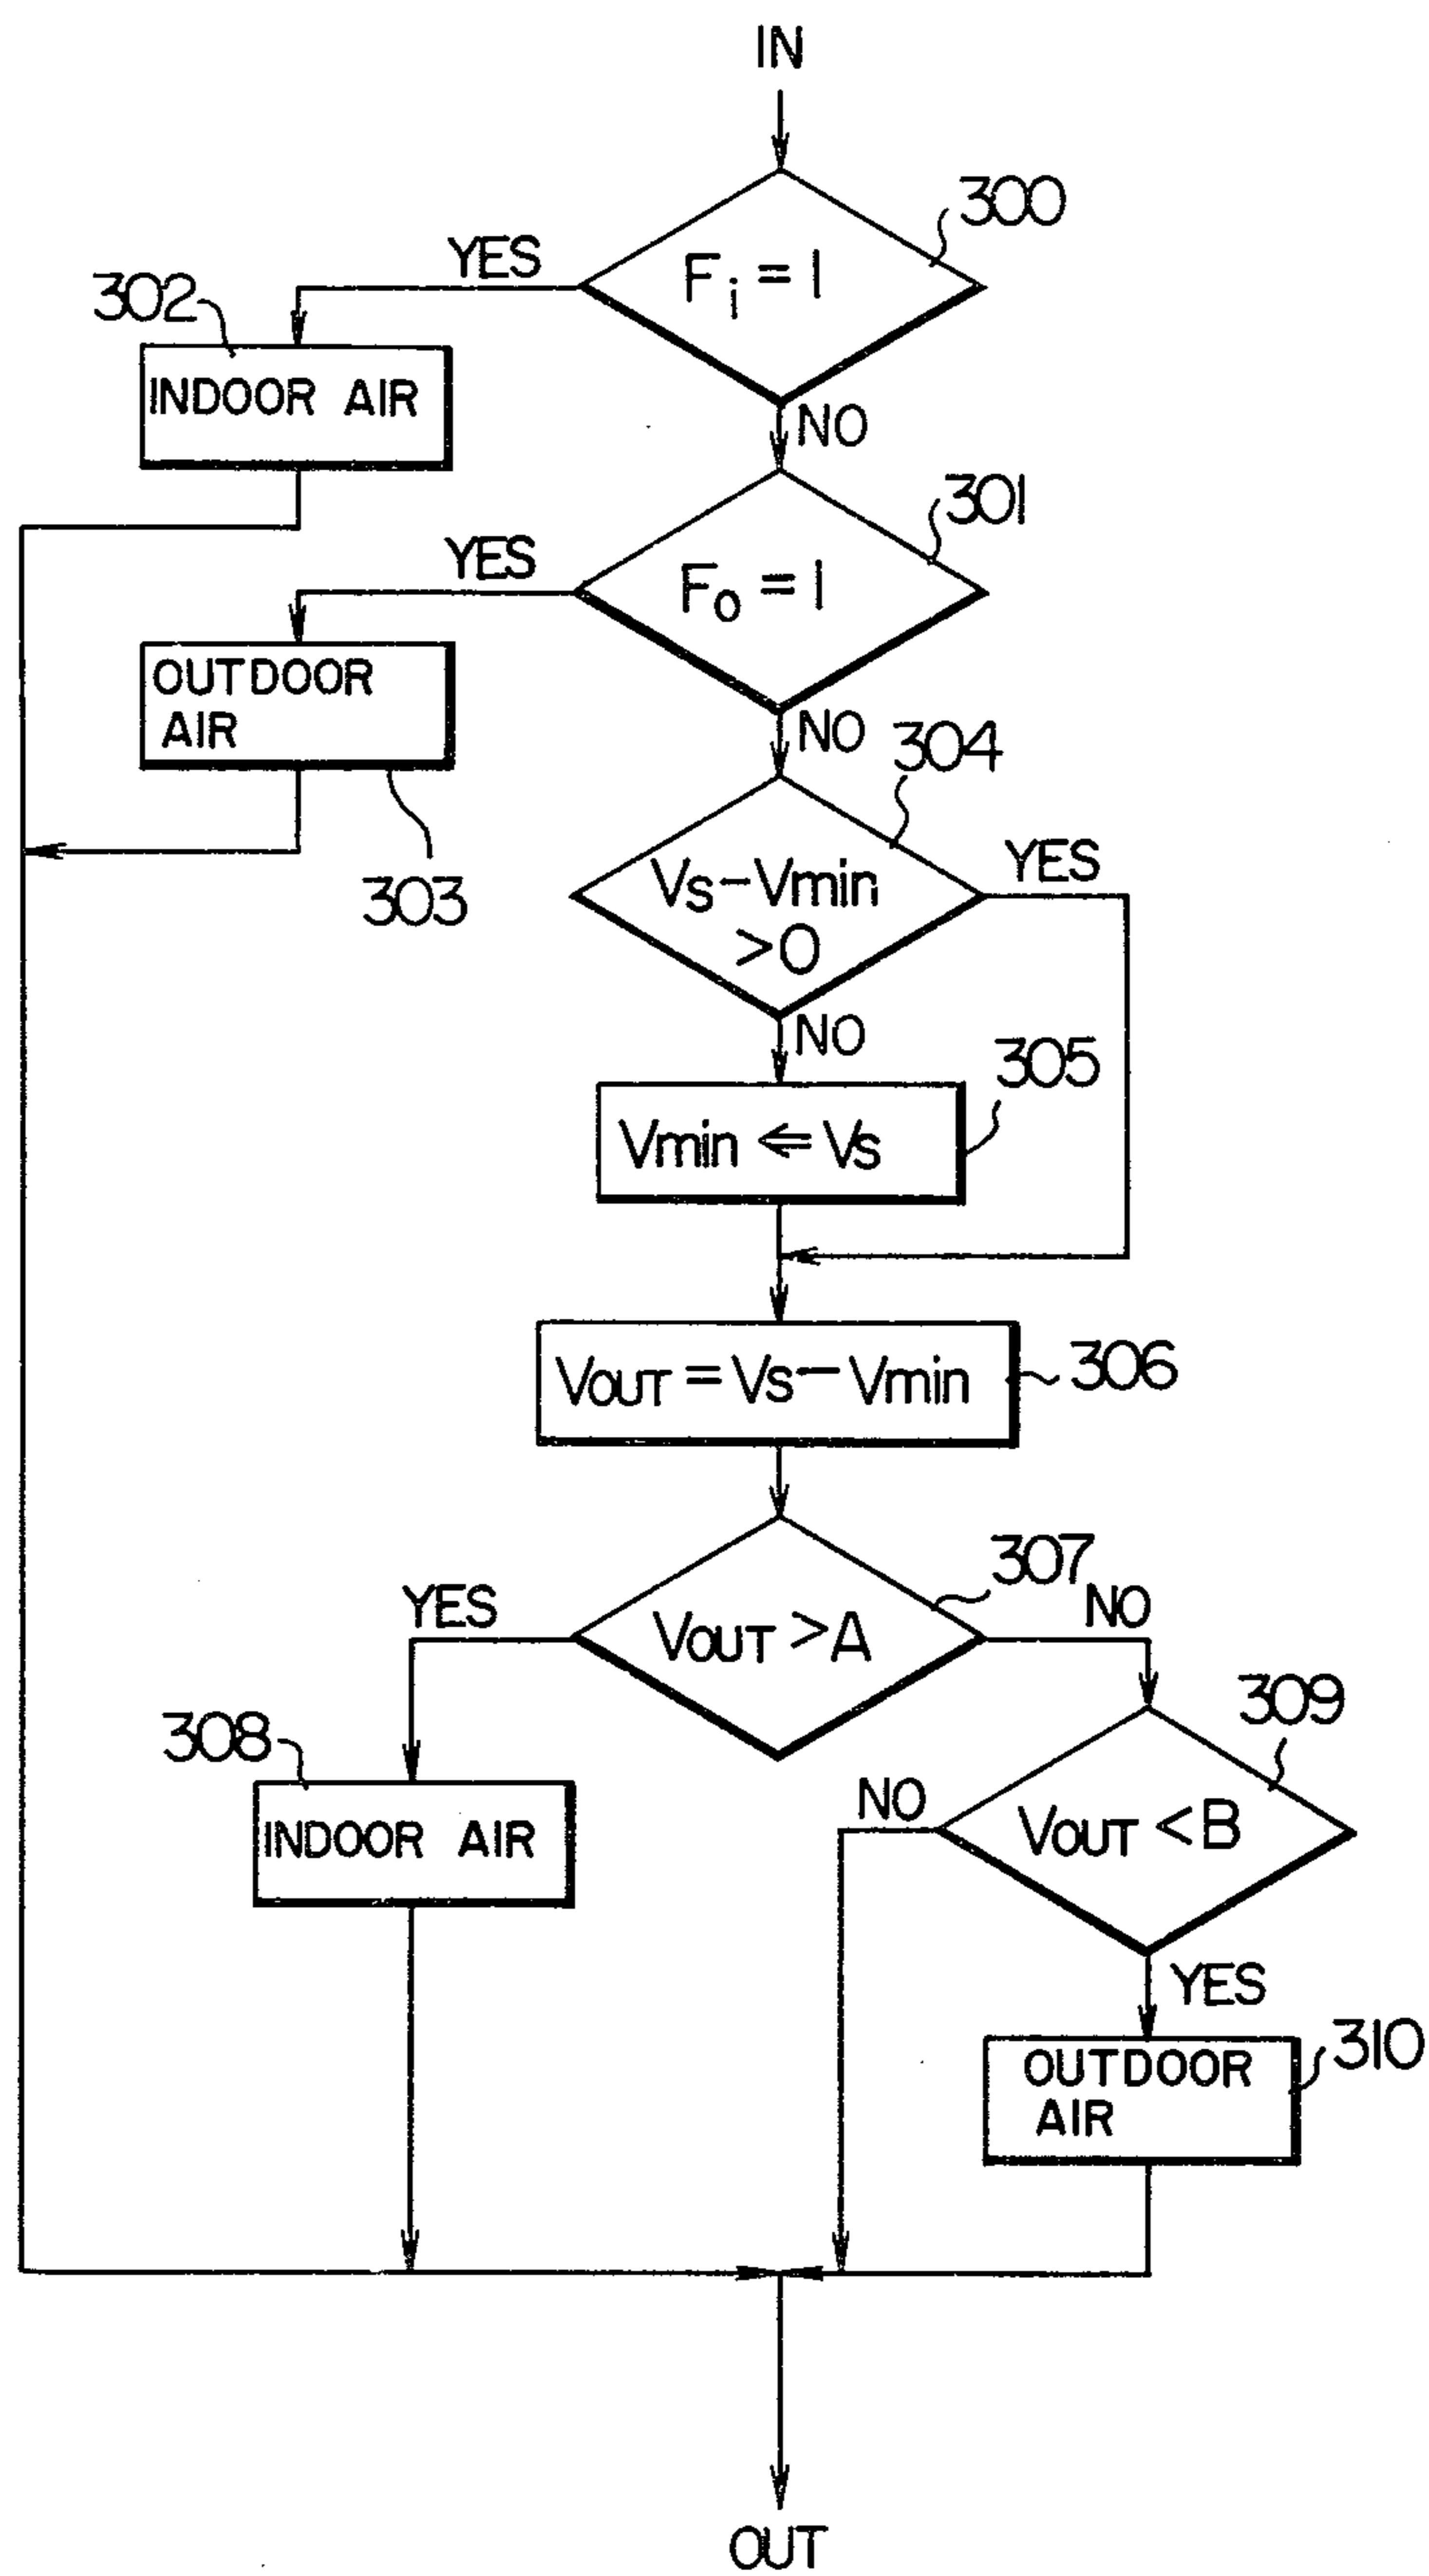 IN
300
YES
Fi = 1
302
INDOOR AIR
NO
301
YES
Fo = 1
OUTDOOR
AIR
NO
304
303
Vs-Vmin
>0
YES
NO
305
Vmin ⇐ Vs
VOUT = Vs-Vmin
306
307
YES
NO
VOUT >A
309
308
NO
VOUT <B
INDOOR AIR
YES
310
OUTDOOR
AIR
OUT